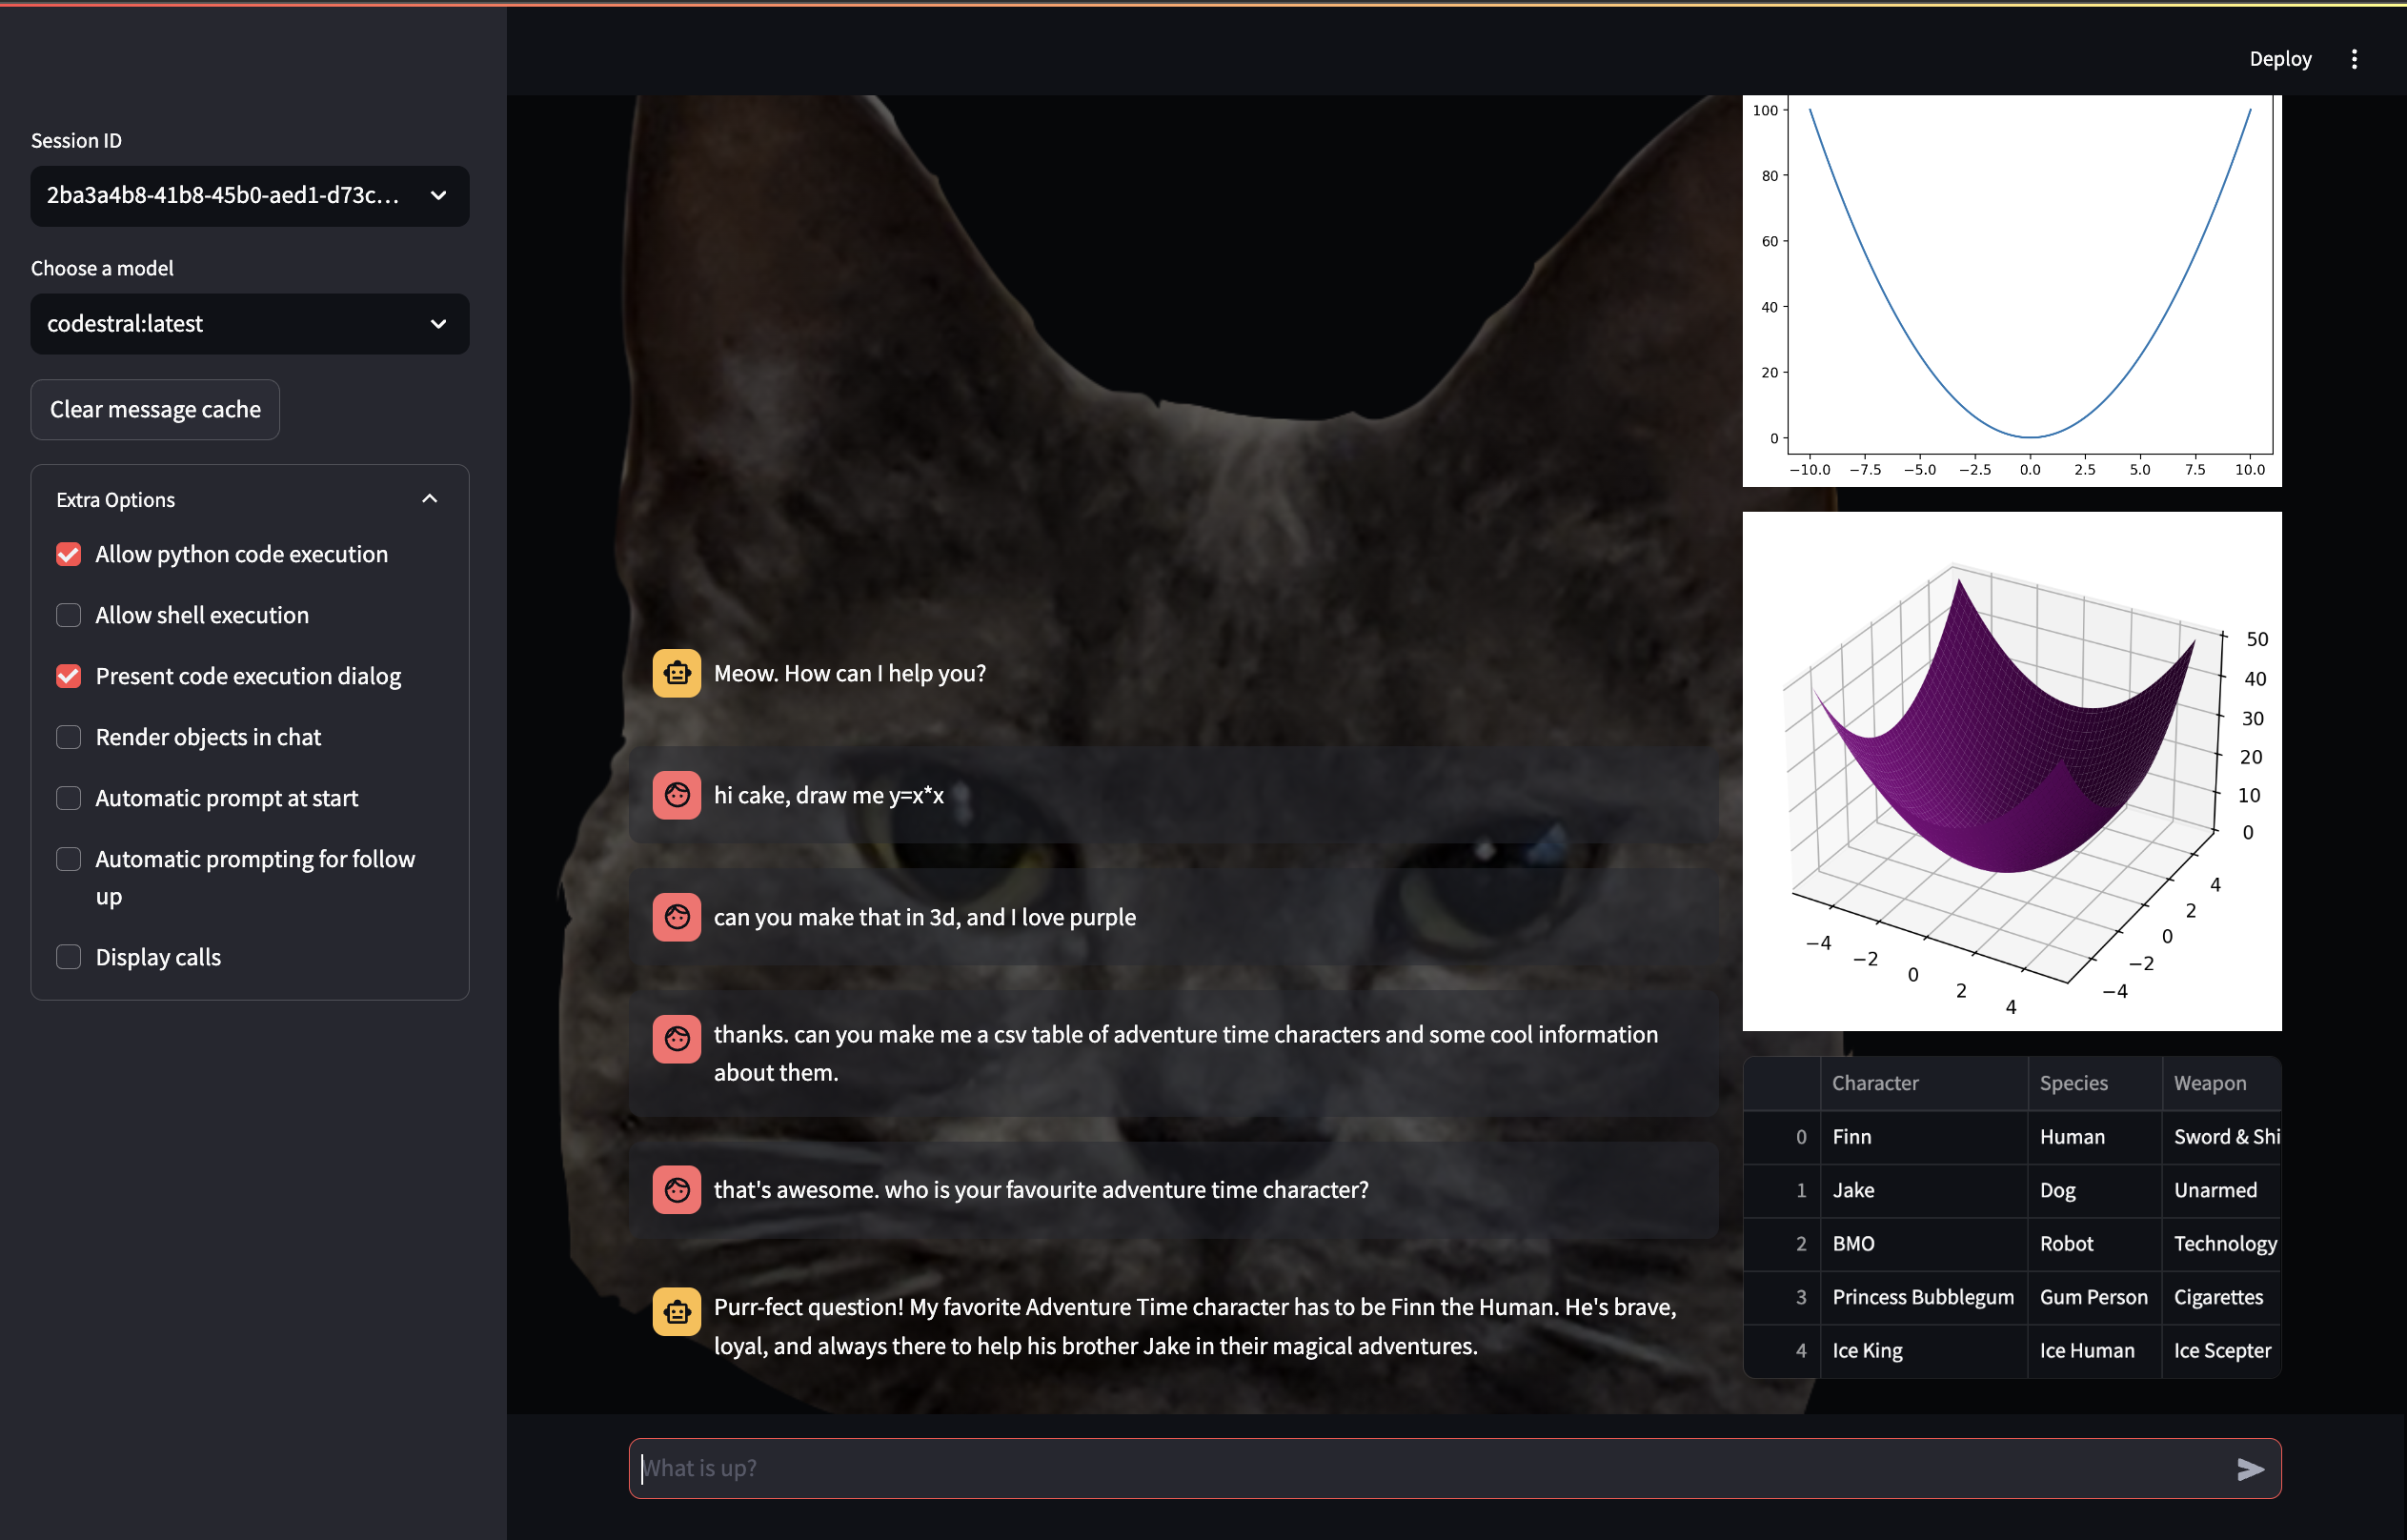 Deploy
Session ID
2ba3a4b8-41b8-45b0-aed1-d73c...
Choose a model
codestral:latest
Clear message cache
Extra Options
Allow python code execution
Allow shell execution
Present code execution dialog
Render objects in chat
Automatic prompt at start
Automatic prompting for follow
up
Display calls
Meow. How can I help you?
hi cake, draw me y=x*x
can you make that in 3d, and I love purple
thanks. can you make me a csv table of adventure time characters and some cool information
about them.
that's awesome. who is your favourite adventure time character?
Purr-fect question! My favorite Adventure Time character has to be Finn the Human. He's brave,
loyal, and always there to help his brother Jake in their magical adventures.
What is up?
100
80
60
40
20
0
−10.0 −7.5 −5.0 −2.5 0.0 2.5 5.0 7.5 10.0
50
40
30
20
10
0
−4 −2 0 2 4
−4 −2 0 2 4
Character Species Weapon
0 Finn Human Sword & Shi
1 Jake Dog Unarmed
2 BMO Robot Technology
3 Princess Bubblegum Gum Person Cigarettes
4 Ice King Ice Human Ice Scepter